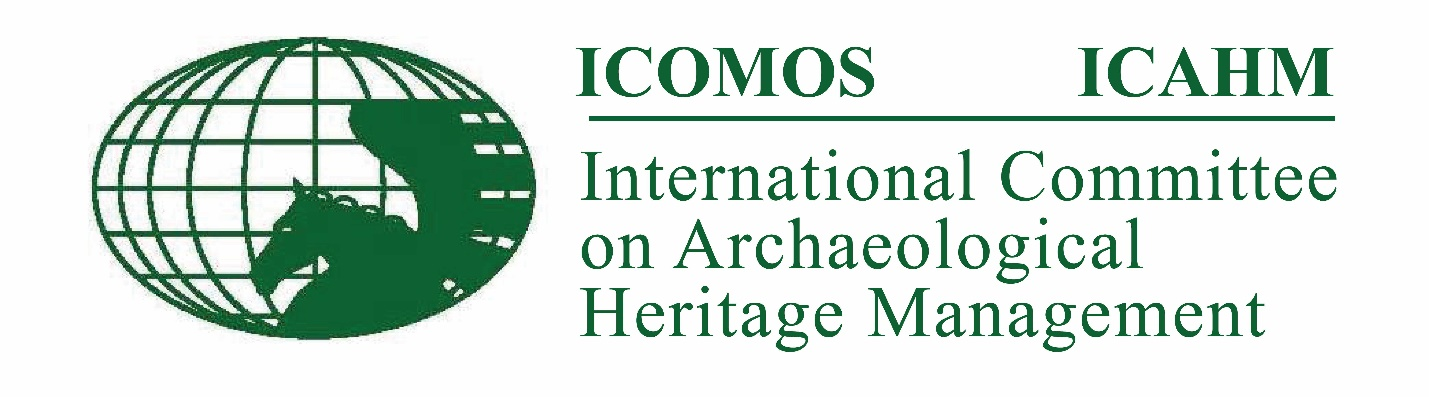 ICOMOS ICAHM
International Committee
on Archaeological
Heritage Management